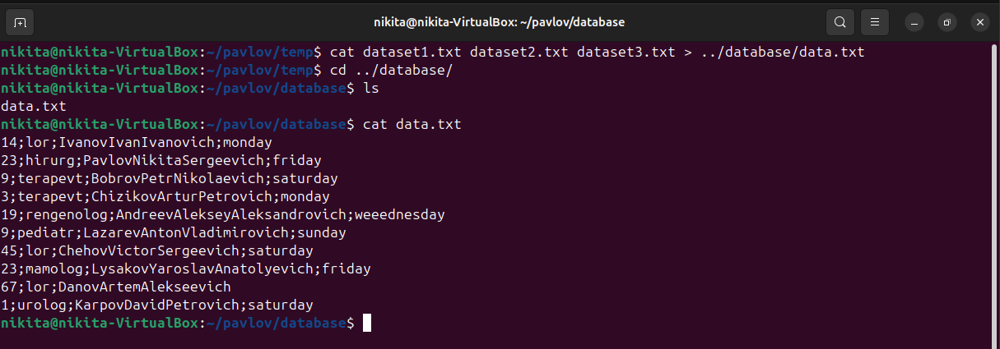 nikita@nikita-VirtualBox: ~/pavlov/database
nikita@nikita-VirtualBox:~/pavlov/temp$ cat dataset1.txt dataset2.txt dataset3.txt > ../database/data.txt
nikita@nikita-VirtualBox:~/pavlov/temp$ cd ../database/
nikita@nikita-VirtualBox:~/pavlov/database$ ls
data.txt
nikita@nikita-VirtualBox:~/pavlov/database$ cat data.txt
14;lor;IvanovIvanIvanovich;monday
23;hirurg;PavlovNikitaSergeevich;friday
9;terapevt;BobrovPetrNikolaevich;saturday
3;terapevt;ChizikovArturPetrovich;monday
19;rengenolog;AndreevAlekseyAleksandrovich;weeednesday
9;pediatr;LazarevAntonVladimirovich;sunday
45;lor;ChehovVictorSergeevich;saturday
23;mamolog;LysakovYaroslavAnatolyevich;friday
67;lor;DanovArtemAlekseevich
1;urolog;KarpovDavidPetrovich;saturday
nikita@nikita-VirtualBox:~/pavlov/database$